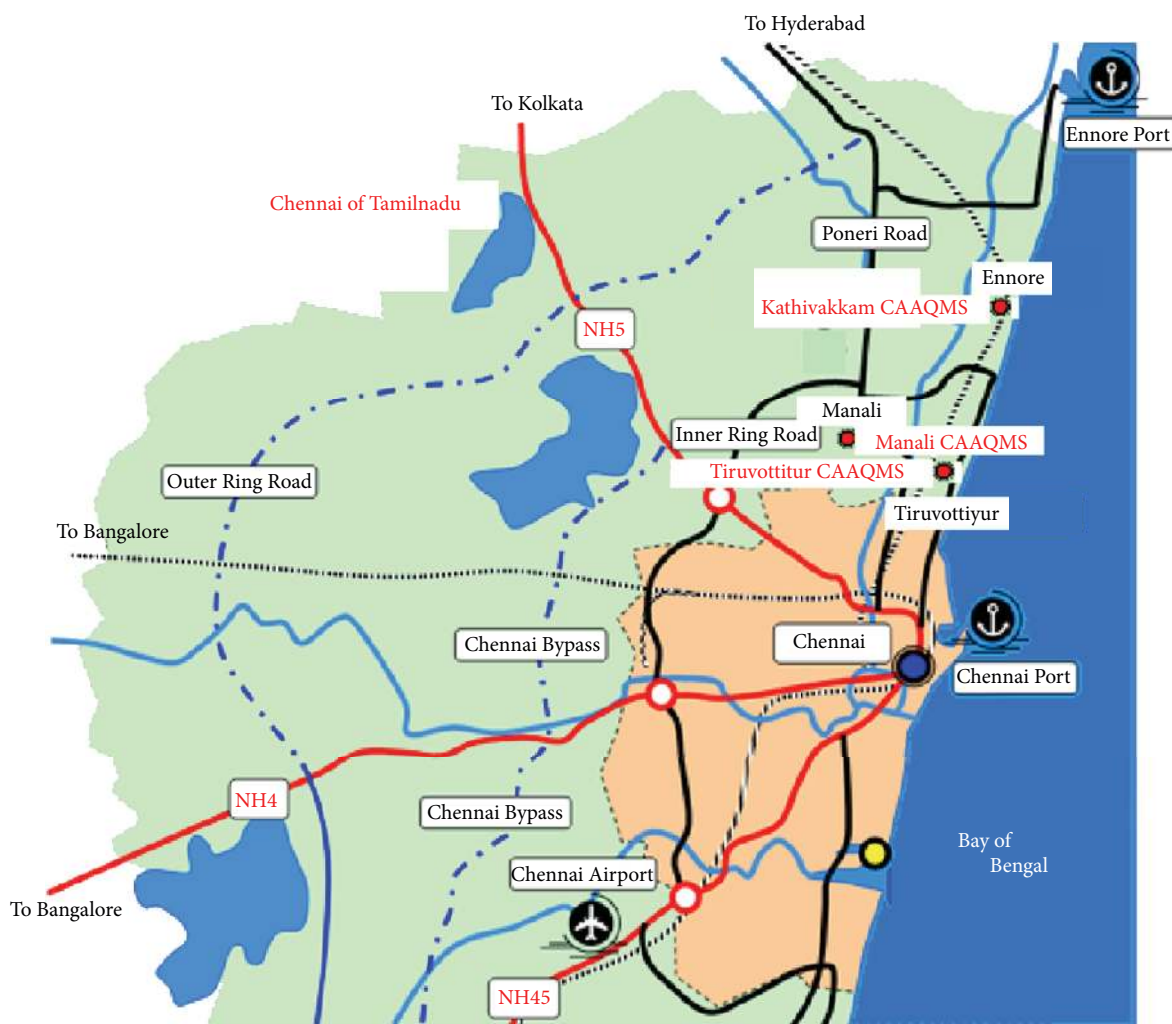 To Hyderabad
To Kolkata
Ennore Port
Chennai of Tamilnadu
Poneri Road
Ennore
Kathivakkam CAAQMS
NH5
Manali
Inner Ring Road
Manali CAAQMS
Tiruvottitur CAAQMS
Outer Ring Road
Tiruvottiyur
To Bangalore
Chennai Bypass
Chennai
Chennai Port
NH4
Chennai Bypass
Bay of
Bengal
Chennai Airport
To Bangalore
NH45